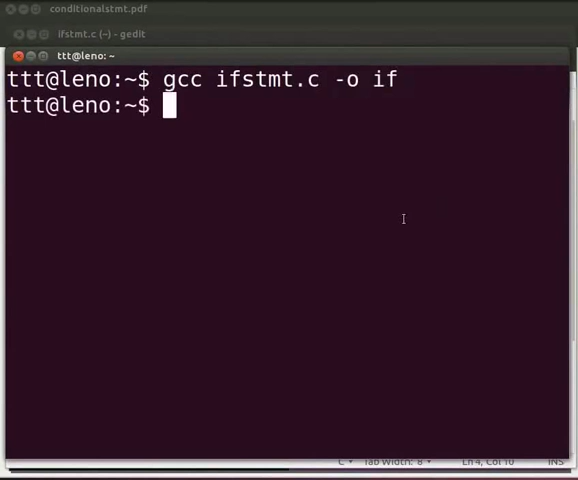 conditionalstmt.pdf
ifstmt.c (~) - gedit
ttt@leno: ~
ttt@leno:~$ gcc ifstmt.c -o if
ttt@leno:~$
C Tab Width: 8 Ln 4, Col 10 INS